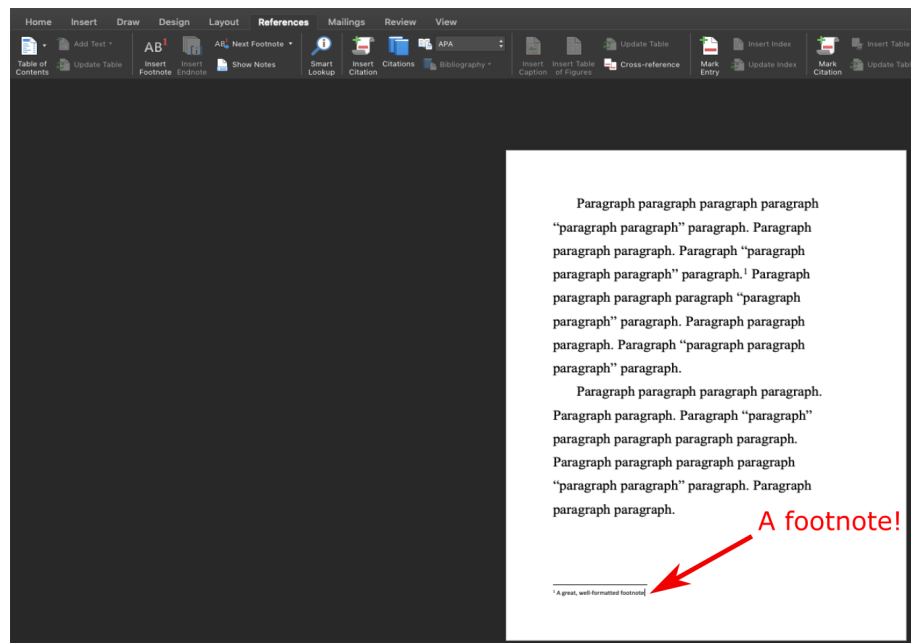 Home Insert Draw Design Layout References Mailings Review View
Add Text AB1 AB1 Next Footnote APA Update Table Insert Index Insert Table
Table of Contents Update Table Insert Footnote Insert Endnote Show Notes Smart Lookup Insert Citation Citations Bibliography Insert Caption Insert Table of Figures Cross-reference Mark Entry Update Index Mark Citation Update Tabl
Paragraph paragraph paragraph paragraph
“paragraph paragraph” paragraph. Paragraph
paragraph paragraph. Paragraph “paragraph
paragraph paragraph” paragraph.1 Paragraph
paragraph paragraph paragraph “paragraph
paragraph” paragraph. Paragraph paragraph
paragraph. Paragraph “paragraph paragraph
paragraph” paragraph.
Paragraph paragraph paragraph paragraph.
Paragraph paragraph. Paragraph “paragraph”
paragraph paragraph paragraph paragraph.
Paragraph paragraph paragraph paragraph
“paragraph paragraph” paragraph. Paragraph
paragraph paragraph.
A footnote!
1 A great, well-formatted footnote